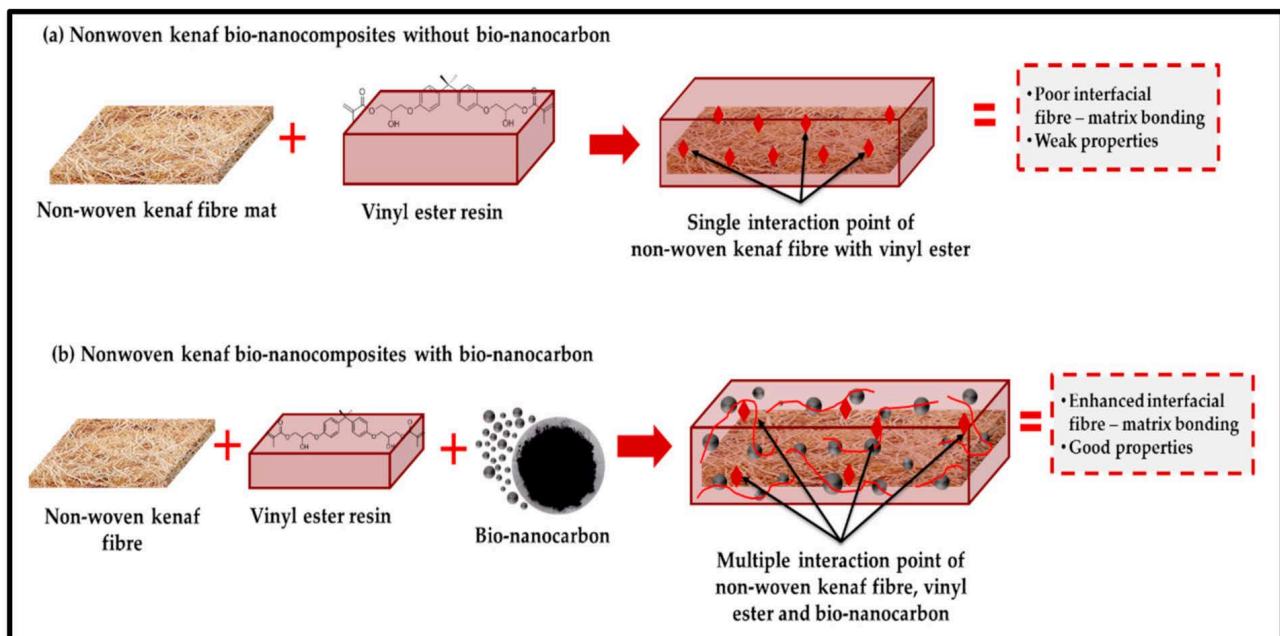 (a) Nonwoven kenaf bio-nanocomposites without bio-nanocarbon
O
O
OH
O
O
OH
O
O
•Poor interfacial
fibre – matrix bonding
•Weak properties
Non-woven kenaf fibre mat
Vinyl ester resin
Single interaction point of
non-woven kenaf fibre with vinyl ester
(b) Nonwoven kenaf bio-nanocomposites with bio-nanocarbon
•Enhanced interfacial
fibre – matrix bonding
•Good properties
Non-woven kenaf
fibre
Vinyl ester resin
Bio-nanocarbon
Multiple interaction point of
non-woven kenaf fibre, vinyl
ester and bio-nanocarbon